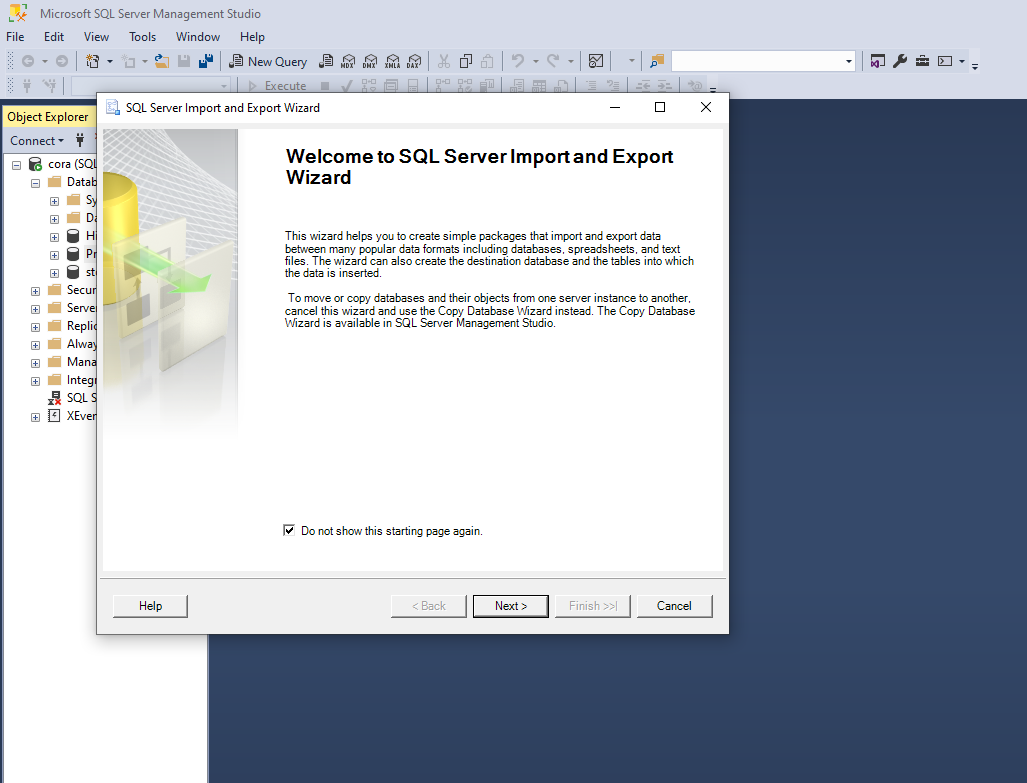 Microsoft SQL Server Management Studio
File Edit View Tools Window Help
New Query MDX DMX XMLA DAX
Execute
SQL Server Import and Export Wizard
Object Explorer
Connect
cora (SQL
Datab
Sy
Da
Hi
Pr
st
Secur
Server
Replic
Alway
Mana
Integr
SQL S
XEven
Welcome to SQL Server Import and Export
Wizard
This wizard helps you to create simple packages that import and export data
between many popular data formats including databases, spreadsheets, and text
files. The wizard can also create the destination database and the tables into which
the data is inserted.
To move or copy databases and their objects from one server instance to another,
cancel this wizard and use the Copy Database Wizard instead. The Copy Database
Wizard is available in SQL Server Management Studio.
Do not show this starting page again.
Help < Back Next > Finish >>| Cancel